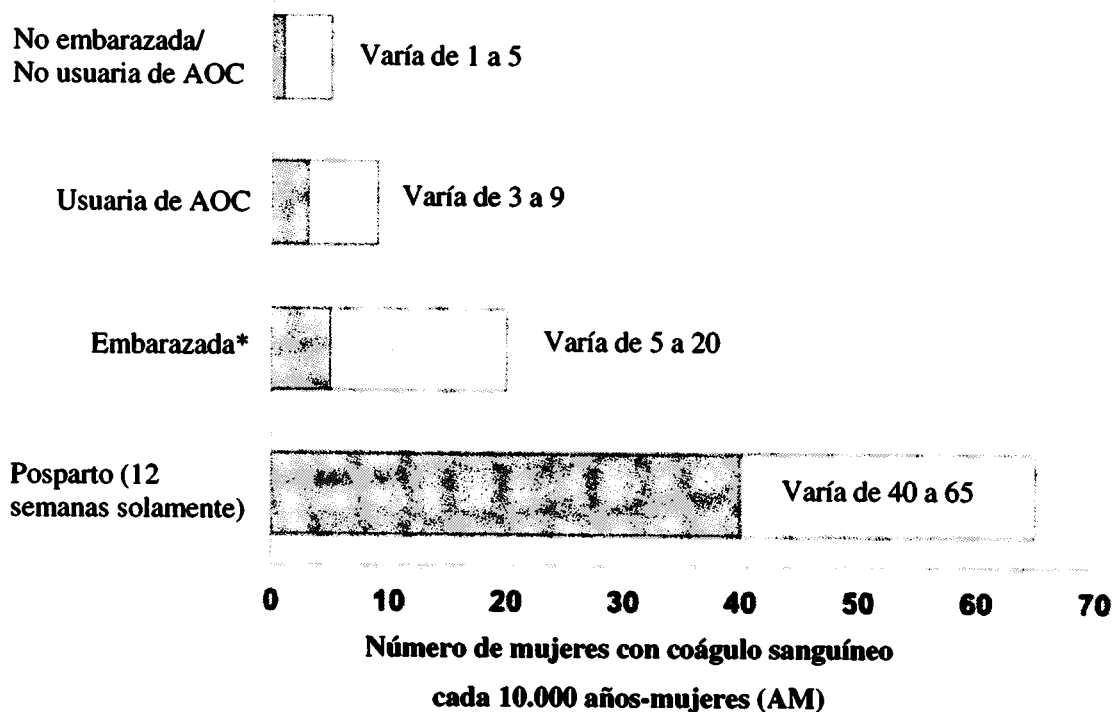 No embarazada/
No usuaria de AOC
Varía de 1 a 5
Usuaria de AOC
Varía de 3 a 9
Embarazada*
Varía de 5 a 20
Posparto (12
semanas solamente)
Varía de 40 a 65
0 10 20 30 40 50 60 70
Número de mujeres con coágulo sanguíneo
cada 10.000 años-mujeres (AM)